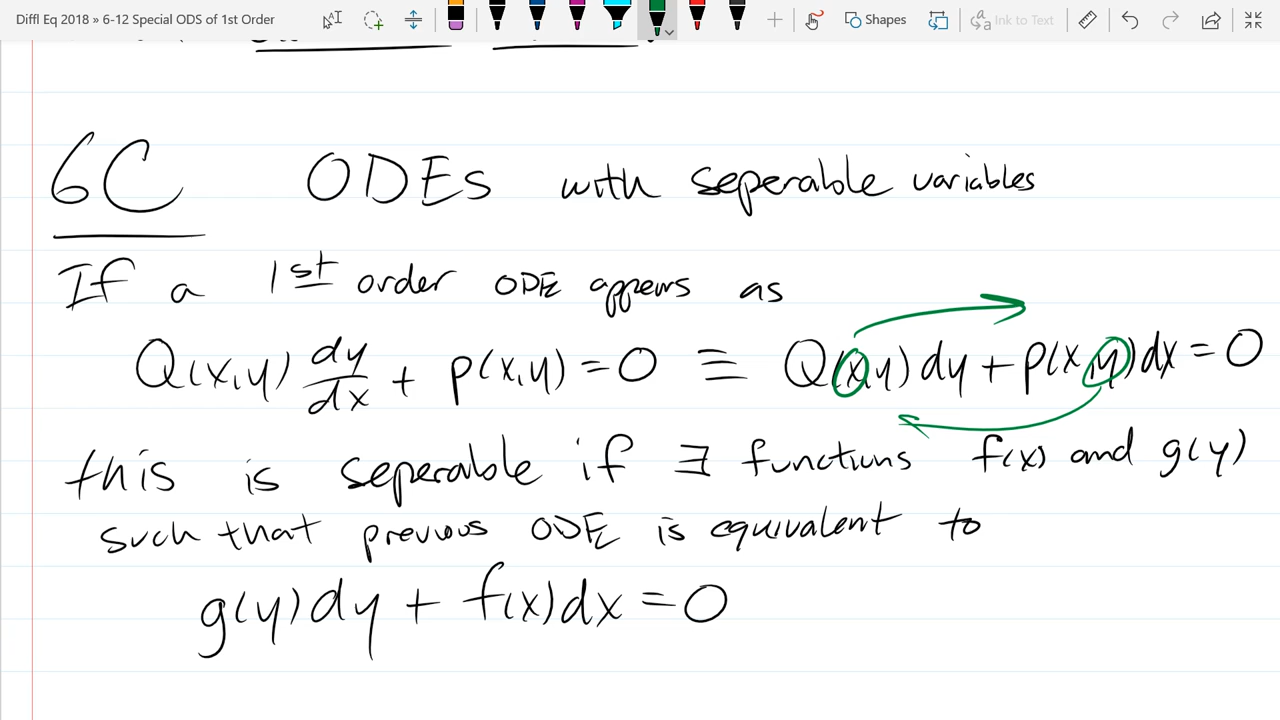 Diffl Eq 2018 » 6-12 Special ODS of 1st Order
Shapes
Ink to Text
6C ODEs with seperable variables
If a 1st order ODE appears as
Q(x,y) dy/dx + p(x,y) = 0 ≡ Q(x,y)dy + p(x,y)dx = 0
this is seperable if ∃ functions f(x) and g(y)
such that previous ODE is equivalent to
g(y)dy + f(x)dx = 0